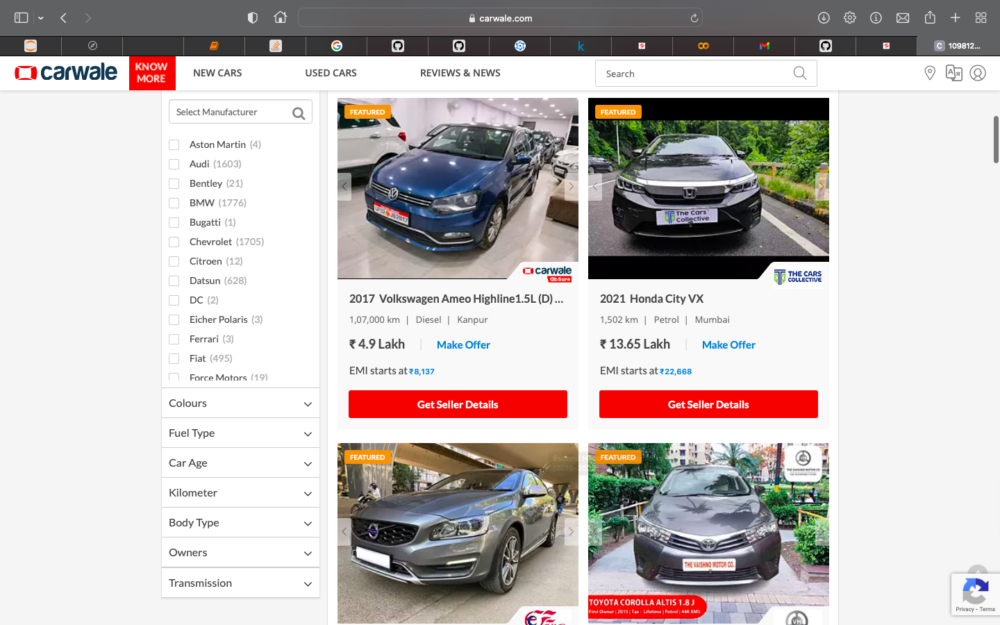 carwale.com
109812...
carwale
KNOW
MORE
NEW CARS
USED CARS
REVIEWS & NEWS
Search
Select Manufacturer
Aston Martin (4)
Audi (1603)
Bentley (21)
BMW (1776)
Bugatti (1)
Chevrolet (1705)
Citroen (12)
Datsun (628)
DC (2)
Eicher Polaris (3)
Ferrari (3)
Fiat (495)
Force Motors (19)
Colours
Fuel Type
Car Age
Kilometer
Body Type
Owners
Transmission
FEATURED
carwale
abSure
2017 Volkswagen Ameo Highline1.5L (D) ...
1,07,000 km | Diesel | Kanpur
₹ 4.9 Lakh | Make Offer
EMI starts at ₹8,137
Get Seller Details
FEATURED
The Cars
Collective
THE CARS
COLLECTIVE
2021 Honda City VX
1,502 km | Petrol | Mumbai
₹ 13.65 Lakh | Make Offer
EMI starts at ₹22,668
Get Seller Details
FEATURED
FEATURED
VM
THE VAISHNO MOTOR CO
THE VAISHNO MOTOR CO.
TOYOTA COROLLA ALTIS 1.8 J
First Owner | 2015 | Tax : Lifetime | Petrol | 44K KMS
VM
Privacy - Terms